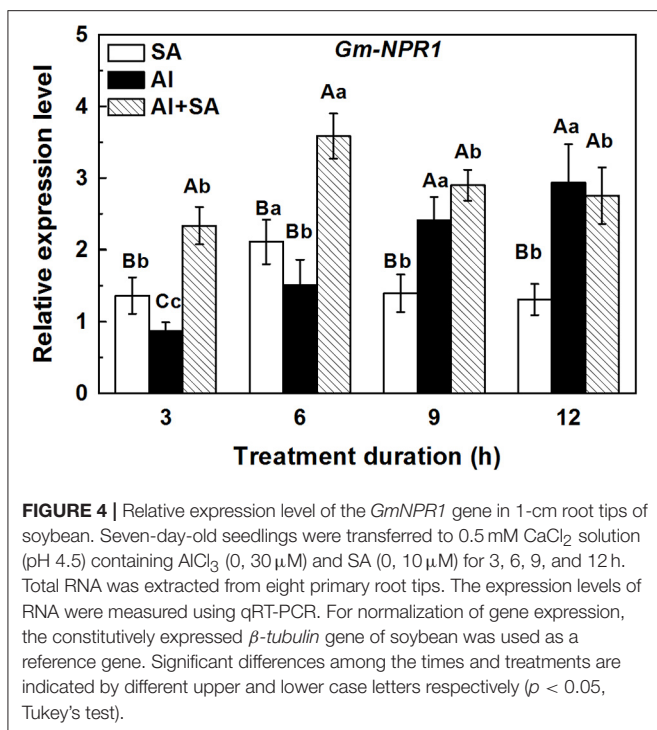 Gm-NPR1
SA
Al
Al+SA
Relative expression level
5
4
3
2
1
0
Bb
Cc
Ab
Ba
Bb
Aa
Bb
Aa
Ab
Bb
Aa
Ab
3 6 9 12
Treatment duration (h)
FIGURE 4 | Relative expression level of the GmNPR1 gene in 1-cm root tips of
soybean. Seven-day-old seedlings were transferred to 0.5 mM CaCl₂ solution
(pH 4.5) containing AlCl₃ (0, 30 μM) and SA (0, 10 μM) for 3, 6, 9, and 12 h.
Total RNA was extracted from eight primary root tips. The expression levels of
RNA were measured using qRT-PCR. For normalization of gene expression,
the constitutively expressed β-tubulin gene of soybean was used as a
reference gene. Significant differences among the times and treatments are
indicated by different upper and lower case letters respectively (p < 0.05,
Tukey's test).